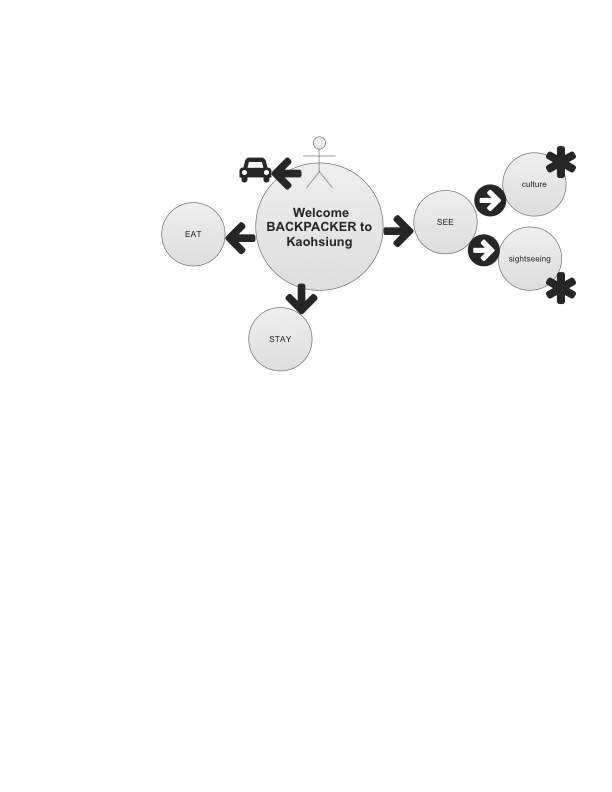 Welcome
BACKPACKER to
Kaohsiung
EAT
STAY
SEE
culture
sightseeing